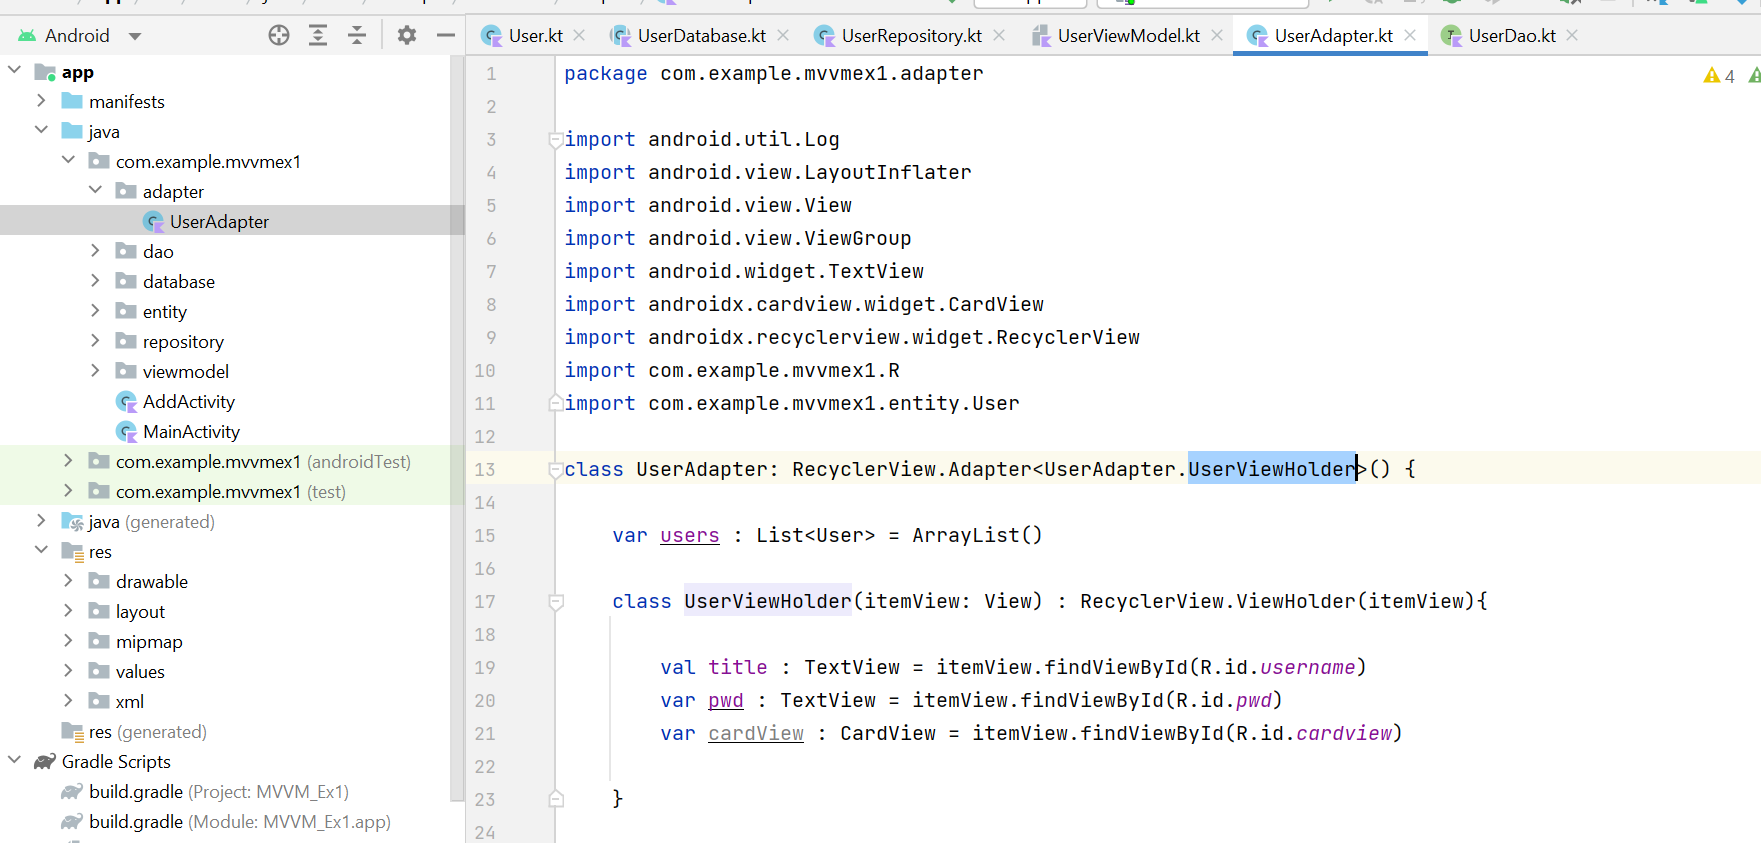 Android
User.kt
UserDatabase.kt
UserRepository.kt
UserViewModel.kt
UserAdapter.kt
UserDao.kt
app
manifests
java
com.example.mvvmex1
adapter
UserAdapter
dao
database
entity
repository
viewmodel
AddActivity
MainActivity
com.example.mvvmex1 (androidTest)
com.example.mvvmex1 (test)
java (generated)
res
drawable
layout
mipmap
values
xml
res (generated)
Gradle Scripts
build.gradle (Project: MVVM_Ex1)
build.gradle (Module: MVVM_Ex1.app)
4
1 package com.example.mvvmex1.adapter
2
3 import android.util.Log
4 import android.view.LayoutInflater
5 import android.view.View
6 import android.view.ViewGroup
7 import android.widget.TextView
8 import androidx.cardview.widget.CardView
9 import androidx.recyclerview.widget.RecyclerView
10 import com.example.mvvmex1.R
11 import com.example.mvvmex1.entity.User
12
13 class UserAdapter: RecyclerView.Adapter<UserAdapter.UserViewHolder>() {
14
15 var users : List<User> = ArrayList()
16
17 class UserViewHolder(itemView: View) : RecyclerView.ViewHolder(itemView){
18
19 val title : TextView = itemView.findViewById(R.id.username)
20 var pwd : TextView = itemView.findViewById(R.id.pwd)
21 var cardView : CardView = itemView.findViewById(R.id.cardview)
22
23 }
24